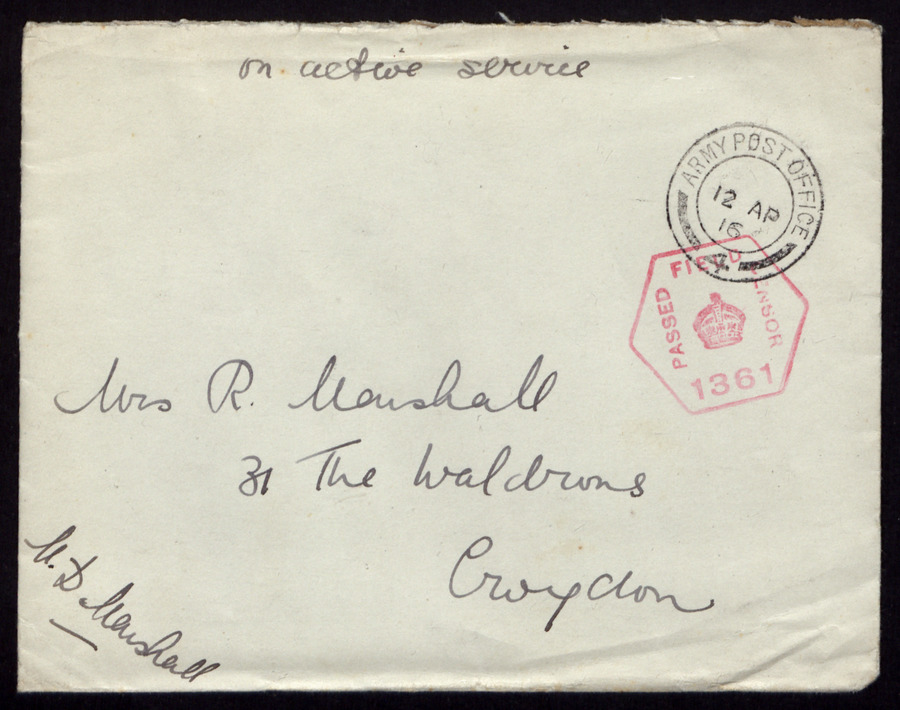 on active service
ARMY POST OFFICE
12 AP
16
PASSED FIELD CENSOR
1361
Mrs R. Marshall
31 The Waldrons
Croydon
D Marshall